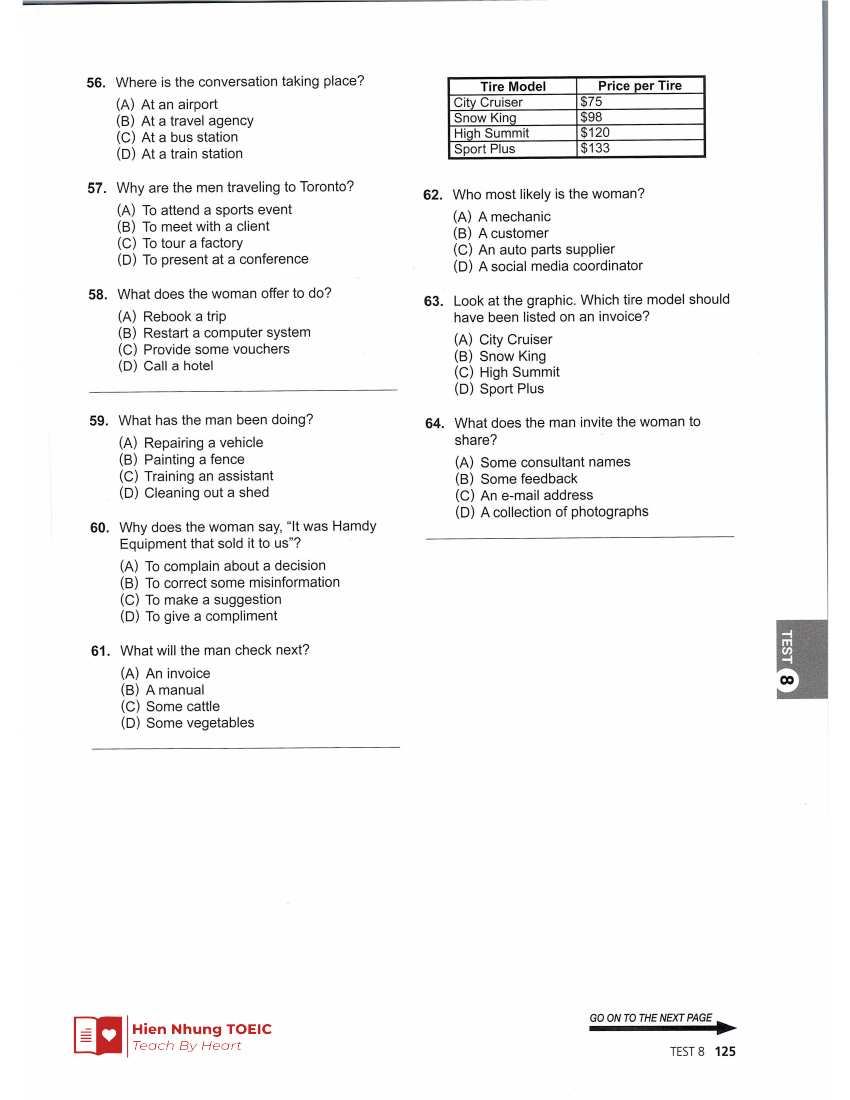 56. Where is the conversation taking place?
(A) At an airport
(B) At a travel agency
(C) At a bus station
(D) At a train station
57. Why are the men traveling to Toronto?
(A) To attend a sports event
(B) To meet with a client
(C) To tour a factory
(D) To present at a conference
58. What does the woman offer to do?
(A) Rebook a trip
(B) Restart a computer system
(C) Provide some vouchers
(D) Call a hotel
59. What has the man been doing?
(A) Repairing a vehicle
(B) Painting a fence
(C) Training an assistant
(D) Cleaning out a shed
60. Why does the woman say, “It was Hamdy
Equipment that sold it to us”?
(A) To complain about a decision
(B) To correct some misinformation
(C) To make a suggestion
(D) To give a compliment
61. What will the man check next?
(A) An invoice
(B) A manual
(C) Some cattle
(D) Some vegetables
Tire Model Price per Tire
City Cruiser $75
Snow King $98
High Summit $120
Sport Plus $133
62. Who most likely is the woman?
(A) A mechanic
(B) A customer
(C) An auto parts supplier
(D) A social media coordinator
63. Look at the graphic. Which tire model should
have been listed on an invoice?
(A) City Cruiser
(B) Snow King
(C) High Summit
(D) Sport Plus
64. What does the man invite the woman to
share?
(A) Some consultant names
(B) Some feedback
(C) An e-mail address
(D) A collection of photographs
TEST 8
Hien Nhung TOEIC
Teach By Heart
GO ON TO THE NEXT PAGE
TEST 8 125